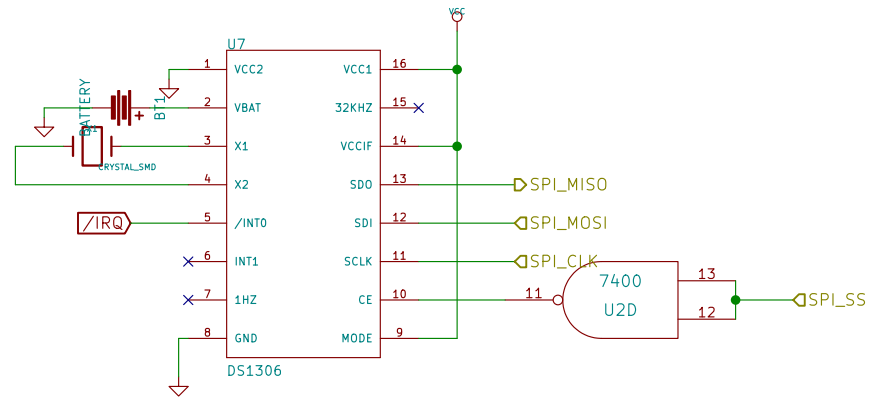 VCC
U7
1 VCC2 VCC1 16
BATTERY
BT1
2 VBAT 32KHZ 15
+
3 X1 VCCIF 14
CRYSTAL_SMD
4 X2 SDO 13 SPI_MISO
/IRQ 5 /INT0 SDI 12 SPI_MOSI
6 INT1 SCLK 11 SPI_CLK
7 1HZ CE 10 11 7400 13
U2D 12 SPI_SS
8 GND MODE 9
DS1306